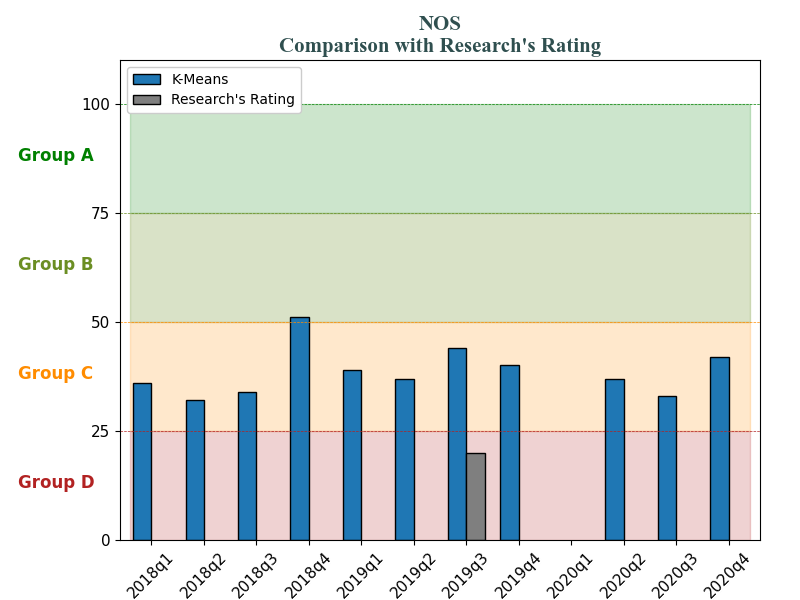 NOS
Comparison with Research's Rating
K-Means
Research's Rating
100
Group A
75
Group B
50
Group C
25
Group D
0
2018q1
2018q2
2018q3
2018q4
2019q1
2019q2
2019q3
2019q4
2020q1
2020q2
2020q3
2020q4